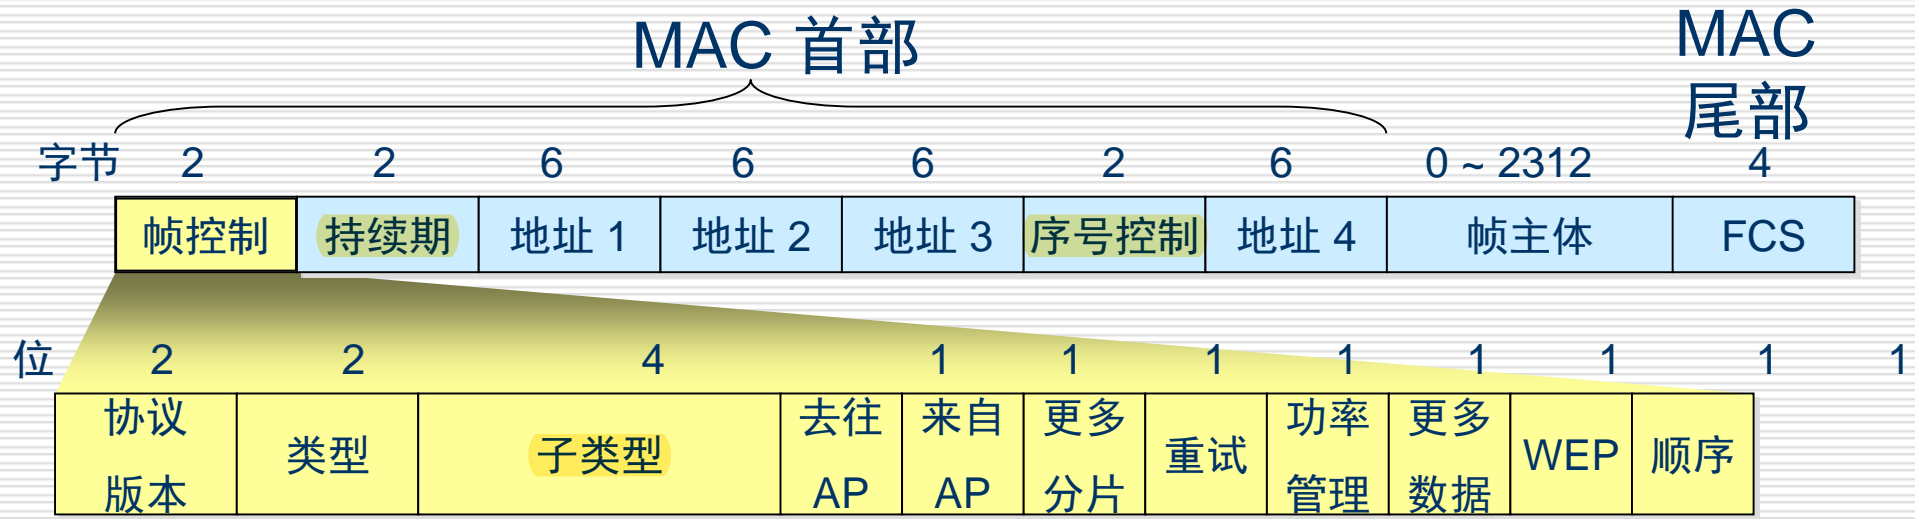 MAC 首部
MAC
尾部
字节 2 2 6 6 6 2 6 0 ~ 2312 4
帧控制 持续期 地址 1 地址 2 地址 3 序号控制 地址 4 帧主体 FCS
位 2 2 4 1 1 1 1 1 1 1 1
协议 去往 来自 更多 功率 更多
类型 子类型 重试 WEP 顺序
版本 AP AP 分片 管理 数据